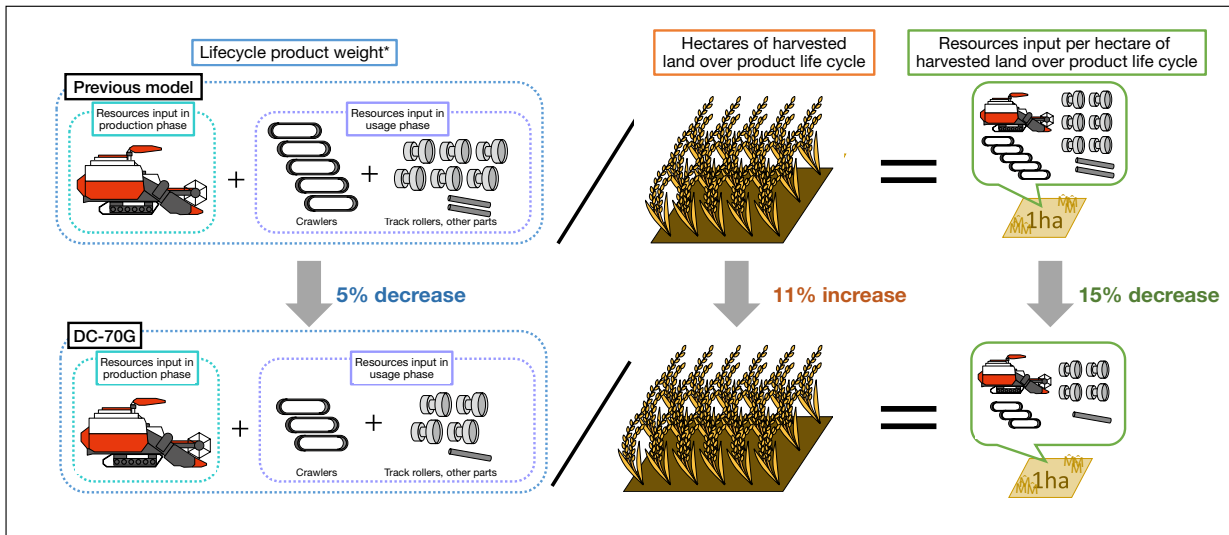 Lifecycle product weight*
Hectares of harvested
land over product life cycle
Resources input per hectare of
harvested land over product life cycle
Previous model
Resources input in
production phase
Resources input in
usage phase
+
+
Crawlers
Track rollers, other parts
/
=
1ha
5% decrease
11% increase
15% decrease
DC-70G
Resources input in
production phase
Resources input in
usage phase
+
+
Crawlers
Track rollers, other parts
/
=
1ha